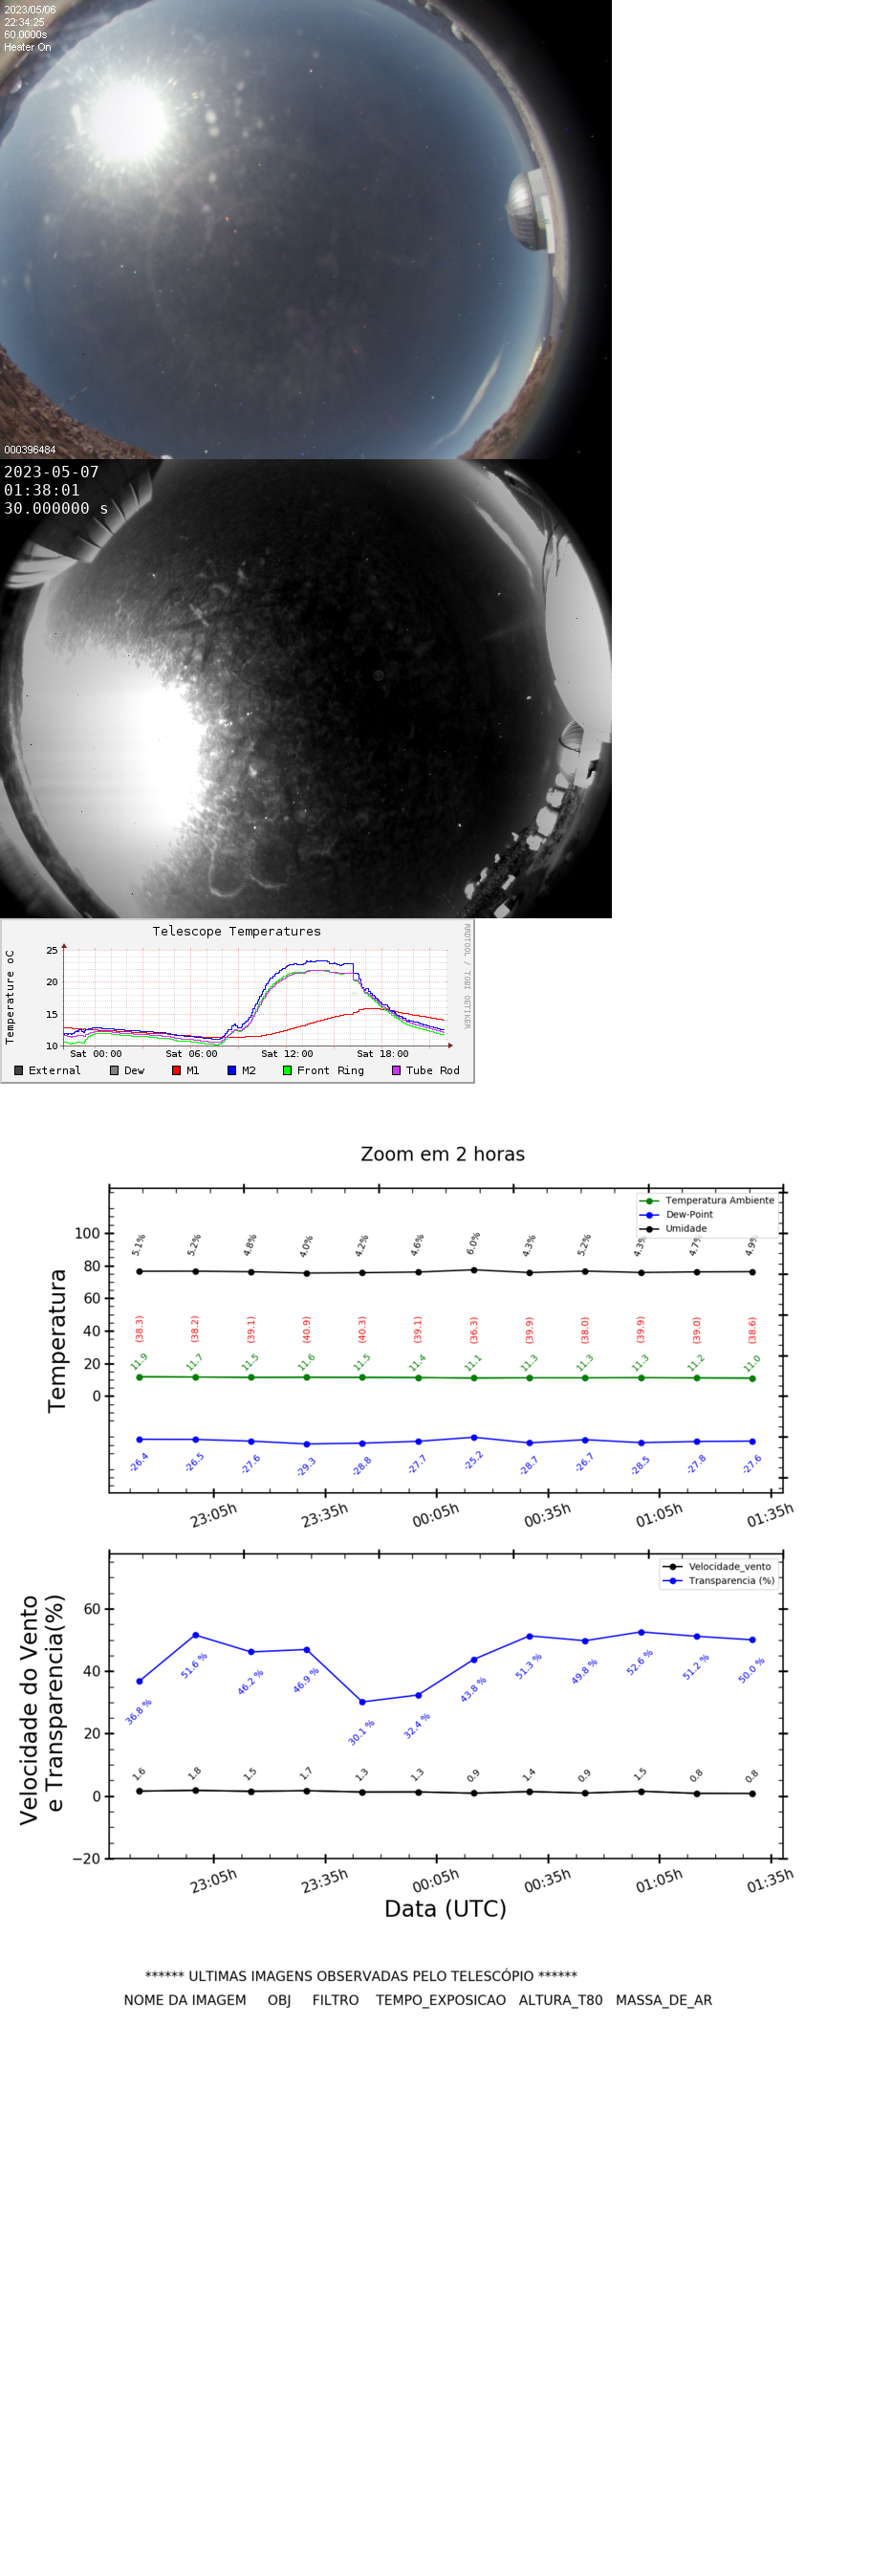 2023/05/06
22:34:25
60.0000s
Heater On
000396484
2023-05-07
01:38:01
30.000000 s
Telescope Temperatures
RRDTOOL / TOBI OETIKER
Temperature oC
25
20
15
10
Sat 00:00 Sat 06:00 Sat 12:00 Sat 18:00
External Dew M1 M2 Front Ring Tube Rod
Zoom em 2 horas
Temperatura Ambiente
Dew-Point
Umidade
Temperatura
100
80
60
40
20
0
5.1% 5.2% 4.8% 4.0% 4.2% 4.6% 6.0% 4.3% 5.2% 4.3% 4.7% 4.9%
(38.3) (38.2) (39.1) (40.9) (40.3) (39.1) (36.3) (39.9) (38.0) (39.9) (39.0) (38.6)
11.9 11.7 11.5 11.6 11.5 11.4 11.1 11.3 11.3 11.3 11.2 11.0
-26.4 -26.5 -27.6 -29.3 -28.8 -27.7 -25.2 -28.7 -26.7 -28.5 -27.8 -27.6
23:05h 23:35h 00:05h 00:35h 01:05h 01:35h
Velocidade_vento
Transparencia (%)
Velocidade do Vento
e Transparencia(%)
60
40
20
0
−20
36.8 % 51.6 % 46.2 % 46.9 % 30.1 % 32.4 % 43.8 % 51.3 % 49.8 % 52.6 % 51.2 % 50.0 %
1.6 1.8 1.5 1.7 1.3 1.3 0.9 1.4 0.9 1.5 0.8 0.8
23:05h 23:35h 00:05h 00:35h 01:05h 01:35h
Data (UTC)
****** ULTIMAS IMAGENS OBSERVADAS PELO TELESCÓPIO ******
NOME DA IMAGEM OBJ FILTRO TEMPO_EXPOSICAO ALTURA_T80 MASSA_DE_AR